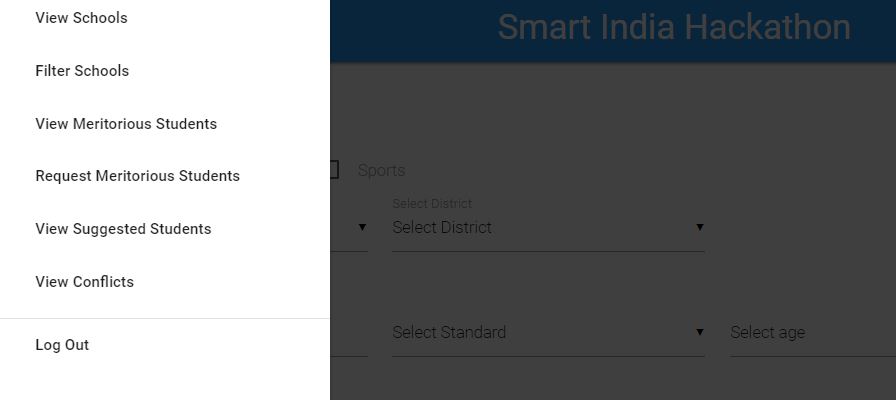 View Schools
Filter Schools
View Meritorious Students
Request Meritorious Students
View Suggested Students
View Conflicts
Log Out
Smart India Hackathon
Sports
Select District
Select District
Select Standard
Select age